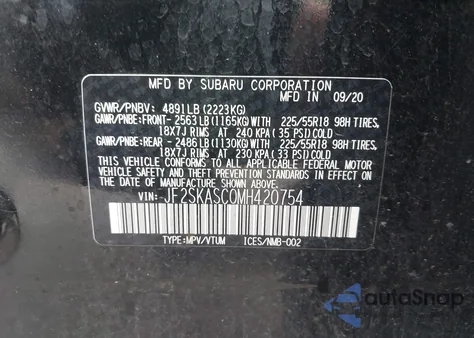 MFD BY SUBARU CORPORATION
MFD IN 09/20
GVWR/PNBV: 4891LB (2223KG)
GAWR/PNBE:FRONT- 2563LB(1165KG)WITH 225/55R18 98H TIRES,
18X7J RIMS AT 240 KPA (35 PSI)COLD
GAWR/PNBE:REAR - 2486LB(1130KG)WITH 225/55R18 98H TIRES,
18X7J RIMS AT 230 KPA (33 PSI)COLD
THIS VEHICLE CONFORMS TO ALL APPLICABLE FEDERAL MOTOR
VEHICLE SAFETY AND THEFT PREVENTION STANDARDS IN EFFECT
ON THE DATE OF MANUFACTURE SHOWN ABOVE.
VIN: JF2SKASC0MH420754
TYPE:MPV/VTUM ICES/NMB-002
autoSnap